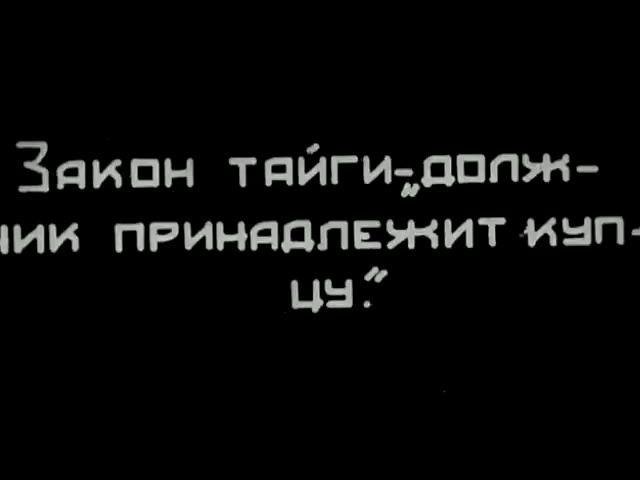 Закон тайги-„долж-
ник принадлежит куп-
цу.“